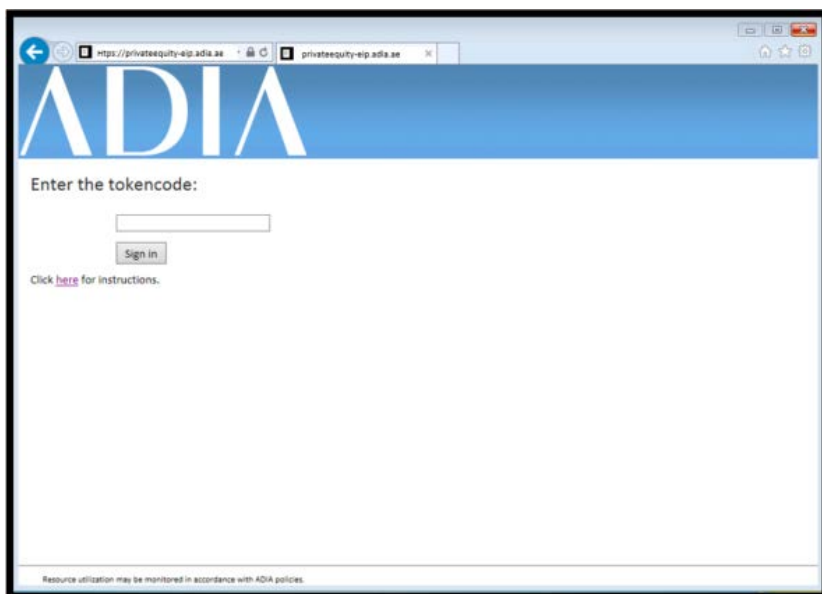 Https://privateequity-eip.adia.ae
privateequity-eip.adia.ae
ADIA
Enter the tokencode:
Sign in
Click here for instructions.
Resource utilization may be monitored in accordance with ADIA policies.